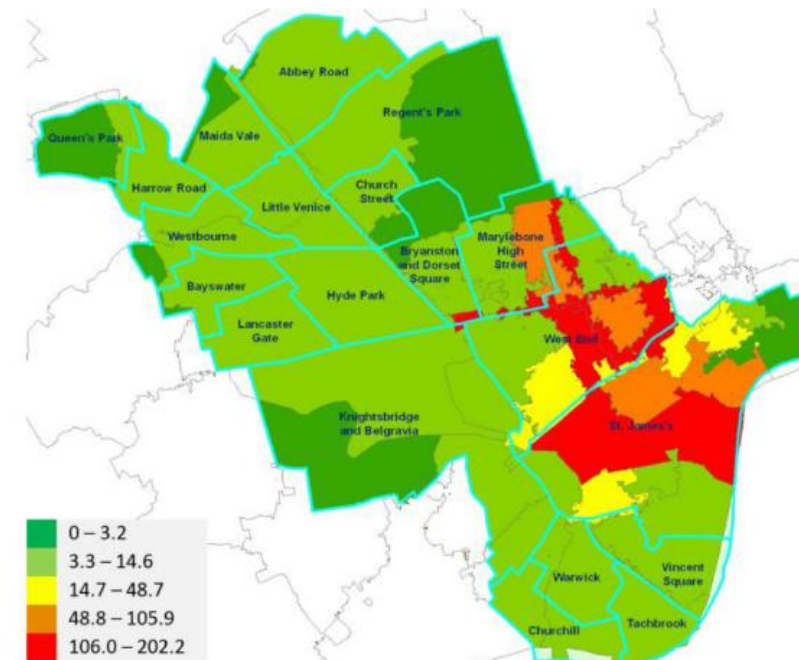 Abbey Road
Regent's Park
Queen's Park
Maida Vale
Harrow Road
Church
Street
Little Venice
Westbourne
Marylebone
High
Street
Bryanston
and Dorset
Square
Bayswater
Hyde Park
Lancaster
Gate
West End
Knightsbridge
and Belgravia
St. James's
Warwick
Vincent
Square
Churchill
Tachbrook
0 – 3.2
3.3 – 14.6
14.7 – 48.7
48.8 – 105.9
106.0 – 202.2